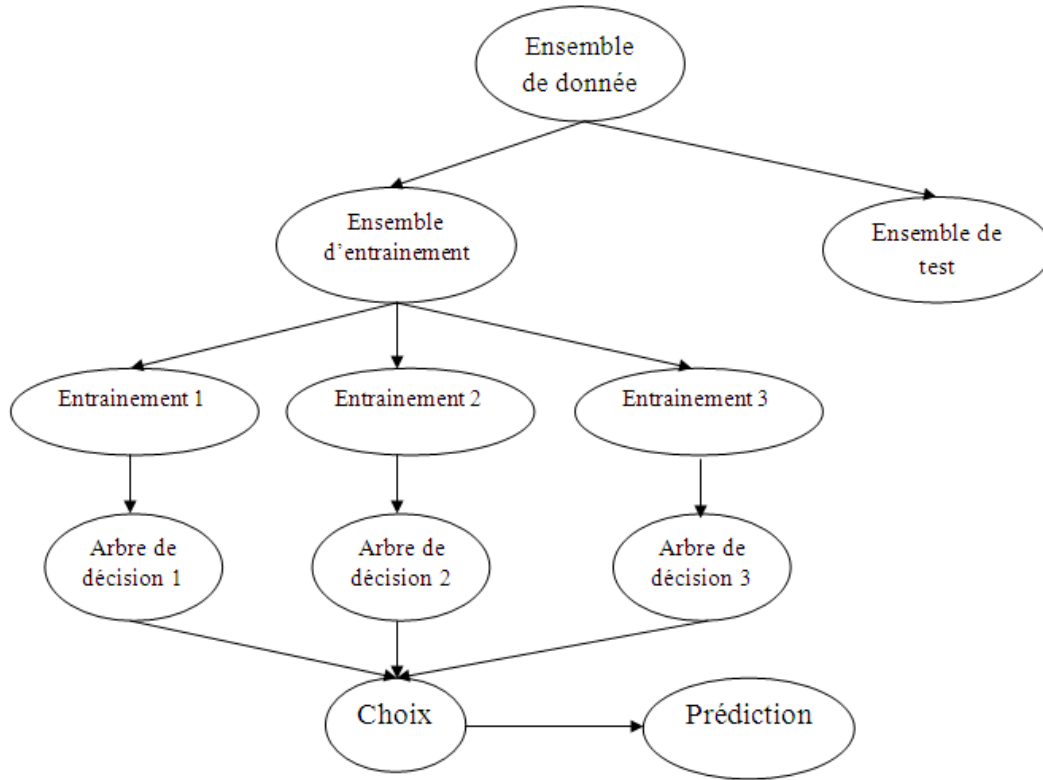 Ensemble
de donnée
Ensemble
d'entrainement
Ensemble de
test
Entrainement 1
Entrainement 2
Entrainement 3
Arbre de
décision 1
Arbre de
décision 2
Arbre de
décision 3
Choix
Prédiction